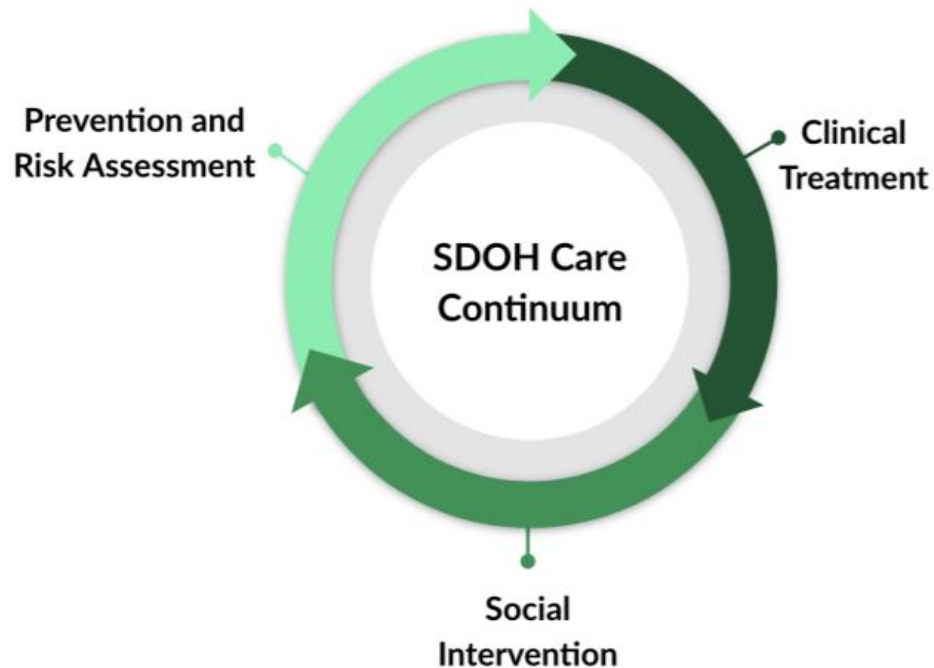 Prevention and
Risk Assessment
Clinical
Treatment
SDOH Care
Continuum
Social
Intervention